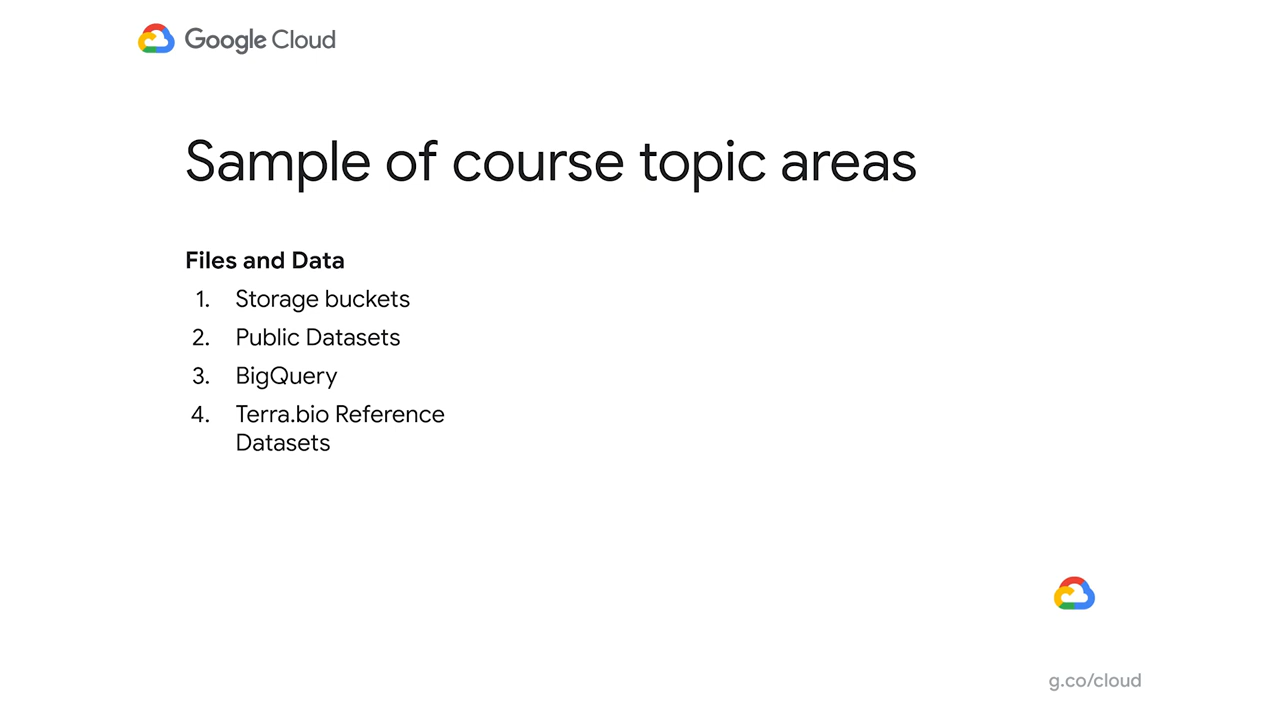 Google Cloud
Sample of course topic areas
Files and Data
1. Storage buckets
2. Public Datasets
3. BigQuery
4. Terra.bio Reference
Datasets
g.co/cloud